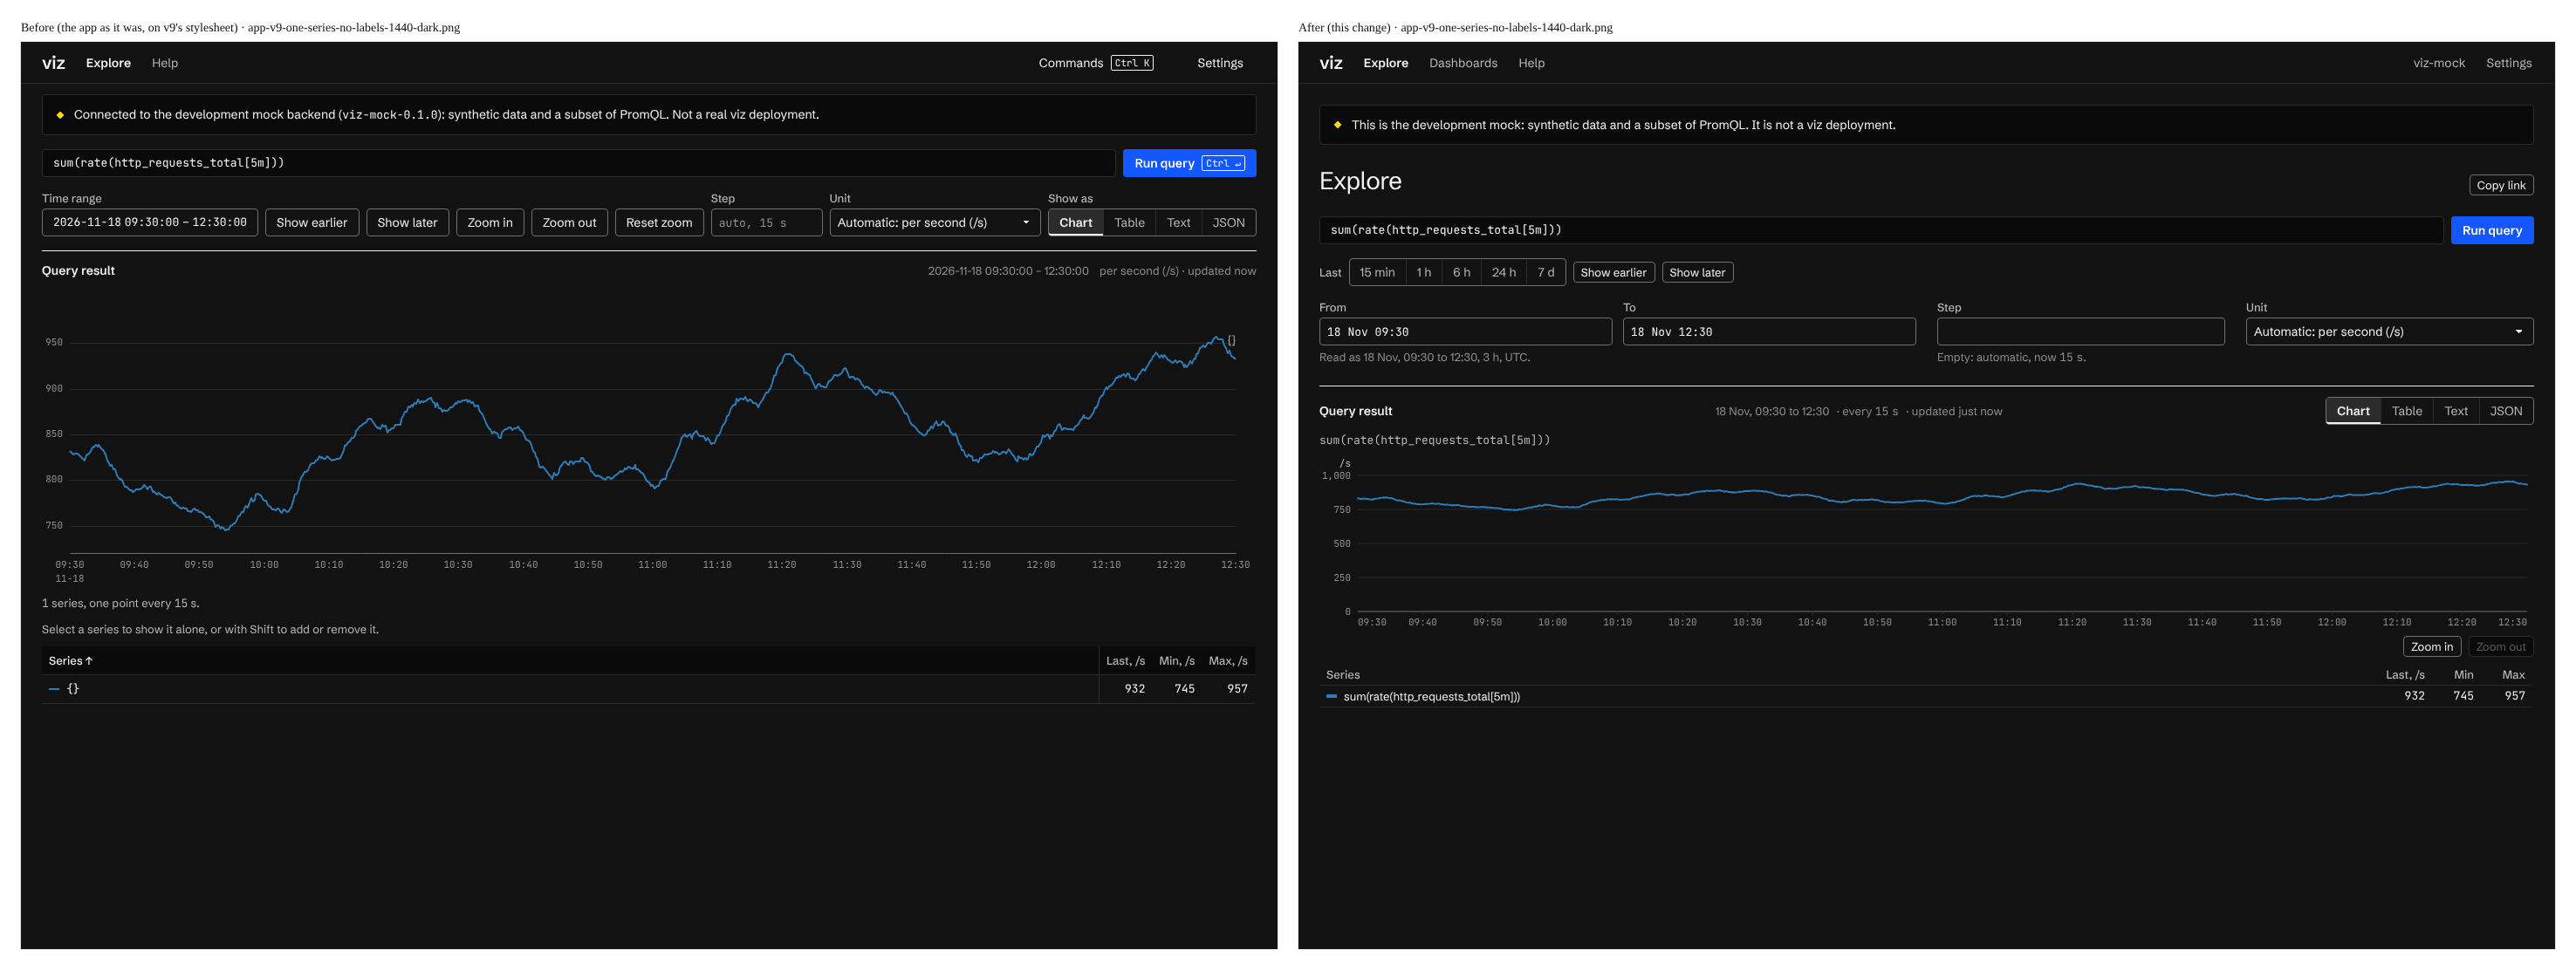 Before (the app as it was, on v9's stylesheet) · app-v9-one-series-no-labels-1440-dark.png
viz Explore Help Commands Ctrl K Settings
Connected to the development mock backend (viz-mock-0.1.0): synthetic data and a subset of PromQL. Not a real viz deployment.
sum(rate(http_requests_total[5m])) Run query Ctrl ↵
Time range Step Unit Show as
2026-11-18 09:30:00 – 12:30:00 Show earlier Show later Zoom in Zoom out Reset zoom auto, 15 s Automatic: per second (/s) Chart Table Text JSON
Query result 2026-11-18 09:30:00 – 12:30:00 per second (/s) · updated now
{}
950
900
850
800
750
09:30 09:40 09:50 10:00 10:10 10:20 10:30 10:40 10:50 11:00 11:10 11:20 11:30 11:40 11:50 12:00 12:10 12:20 12:30
11-18
1 series, one point every 15 s.
Select a series to show it alone, or with Shift to add or remove it.
Series ↑ Last, /s Min, /s Max, /s
{} 932 745 957
After (this change) · app-v9-one-series-no-labels-1440-dark.png
viz Explore Dashboards Help viz-mock Settings
This is the development mock: synthetic data and a subset of PromQL. It is not a viz deployment.
Explore Copy link
sum(rate(http_requests_total[5m])) Run query
Last 15 min 1 h 6 h 24 h 7 d Show earlier Show later
From To Step Unit
18 Nov 09:30 18 Nov 12:30 Automatic: per second (/s)
Read as 18 Nov, 09:30 to 12:30, 3 h, UTC. Empty: automatic, now 15 s.
Query result 18 Nov, 09:30 to 12:30 · every 15 s · updated just now Chart Table Text JSON
sum(rate(http_requests_total[5m]))
/s
1,000
750
500
250
0
09:30 09:40 09:50 10:00 10:10 10:20 10:30 10:40 10:50 11:00 11:10 11:20 11:30 11:40 11:50 12:00 12:10 12:20 12:30
Zoom in Zoom out
Series Last, /s Min Max
sum(rate(http_requests_total[5m])) 932 745 957